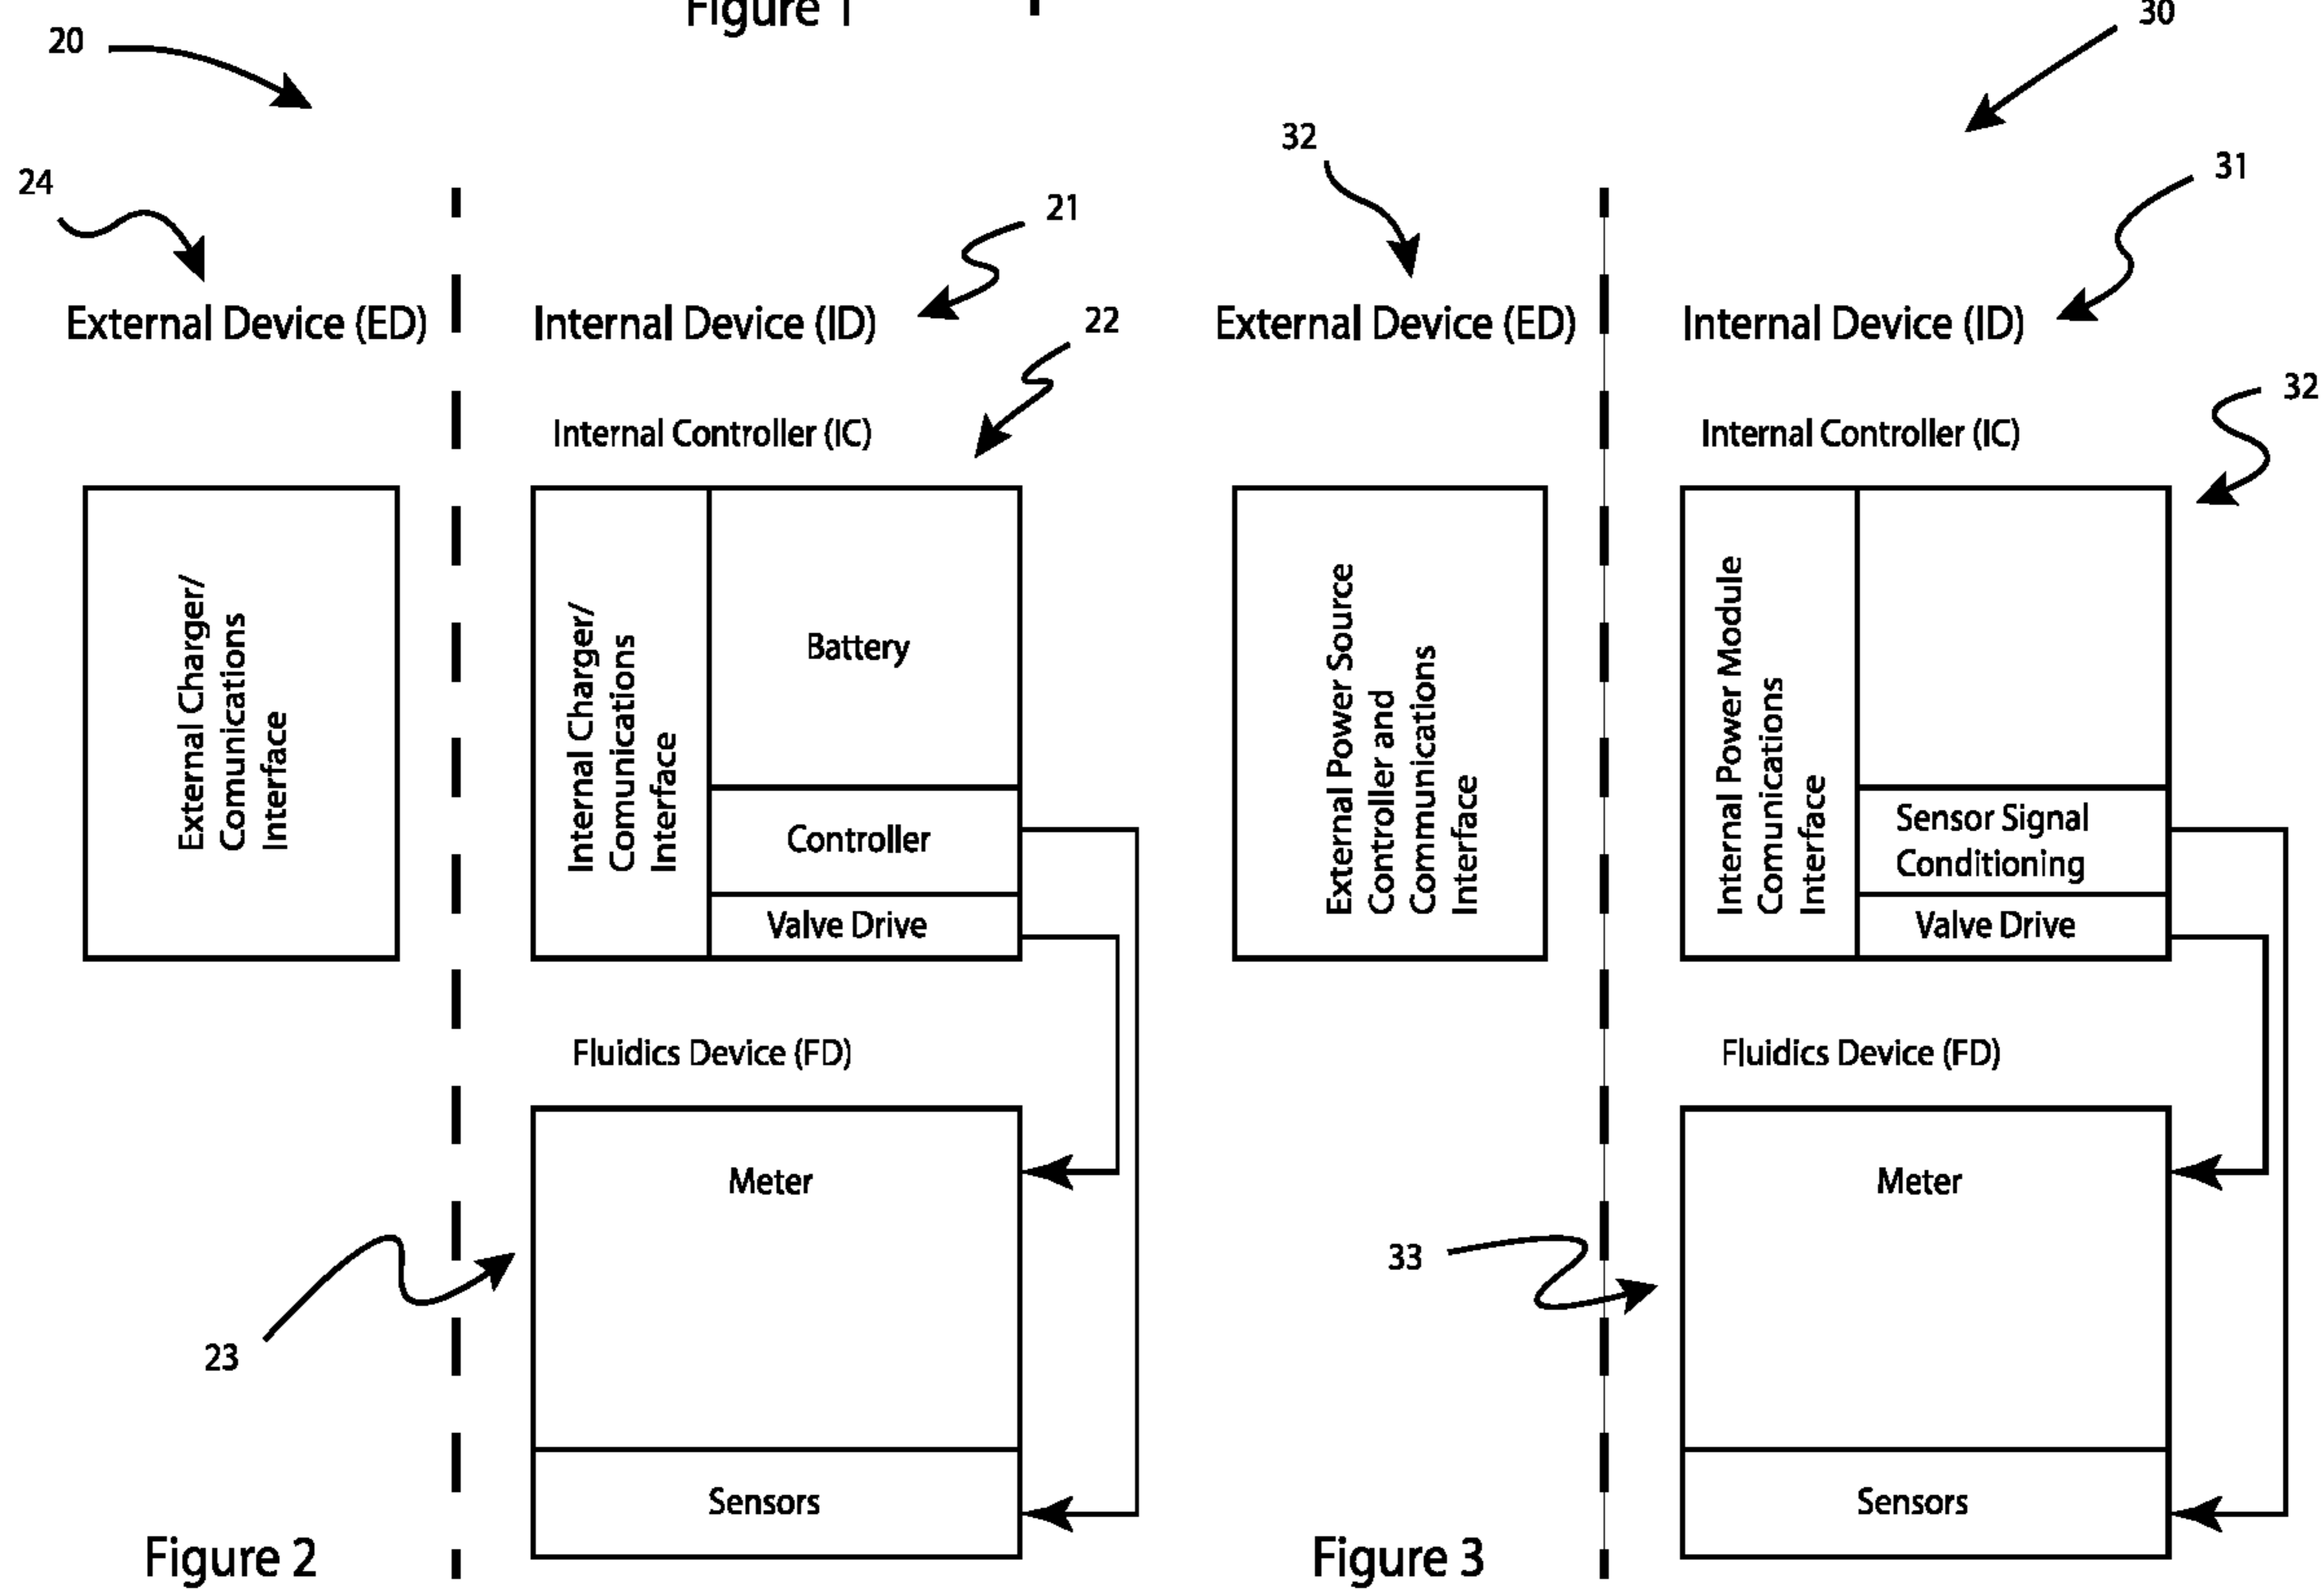 Figure 1
20
24
21
22
External Device (ED)
Internal Device (ID)
Internal Controller (IC)
External Charger/
Comunications
Interface
Internal Charger/
Comunications
Interface
Battery
Controller
Valve Drive
Fluidics Device (FD)
Meter
Sensors
23
Figure 2
30
32
31
External Device (ED)
Internal Device (ID)
32
Internal Controller (IC)
External Power Source
Controller and
Communications
Interface
Internal Power Module
Comunications
Interface
Sensor Signal
Conditioning
Valve Drive
Fluidics Device (FD)
Meter
Sensors
33
Figure 3